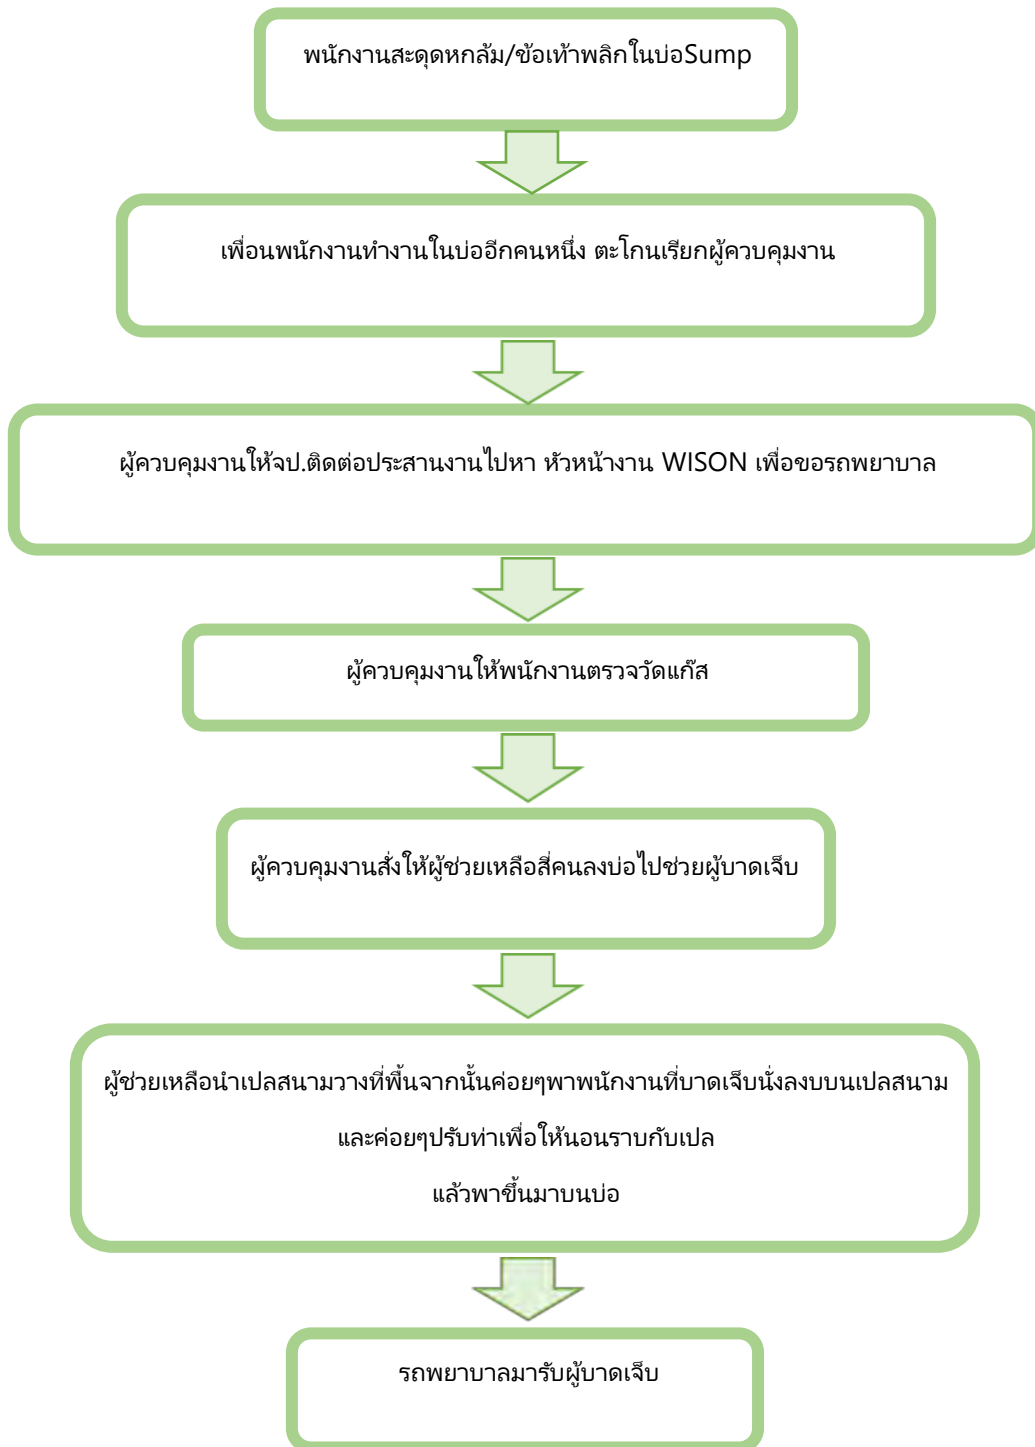 พนักงานสะดุดหกล้ม/ข้อเท้าพลิกในบ่อSump
เพื่อนพนักงานทำงานในบ่ออีกคนหนึ่ง ตะโกนเรียกผู้ควบคุมงาน
ผู้ควบคุมงานให้จป.ติดต่อประสานงานไปหา หัวหน้างาน WISON เพื่อขอรถพยาบาล
ผู้ควบคุมงานให้พนักงานตรวจวัดแก๊ส
ผู้ควบคุมงานสั่งให้ผู้ช่วยเหลือสี่คนลงบ่อไปช่วยผู้บาดเจ็บ
ผู้ช่วยเหลือนำเปลสนามวางที่พื้นจากนั้นค่อยๆพาพนักงานที่บาดเจ็บนั่งลงบบนเปลสนาม
และค่อยๆปรับท่าเพื่อให้นอนราบกับเปล
แล้วพาขึ้นมาบนบ่อ
รถพยาบาลมารับผู้บาดเจ็บ